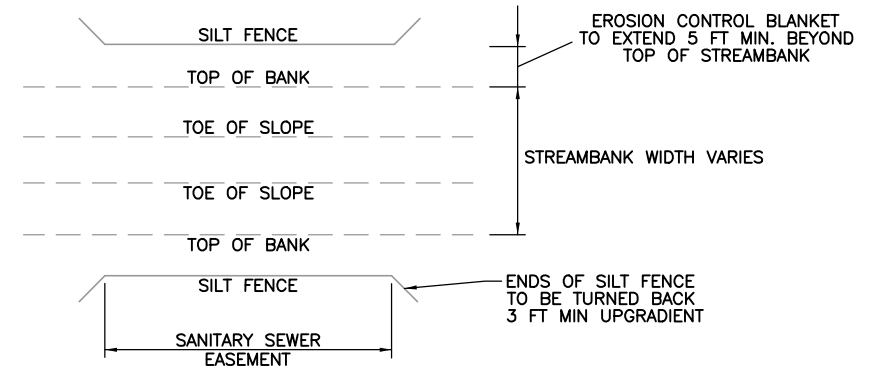 EROSION CONTROL BLANKET
TO EXTEND 5 FT MIN. BEYOND
TOP OF STREAMBANK
SILT FENCE
TOP OF BANK
TOE OF SLOPE
STREAMBANK WIDTH VARIES
TOE OF SLOPE
TOP OF BANK
SILT FENCE
ENDS OF SILT FENCE
TO BE TURNED BACK
3 FT MIN UPGRADIENT
SANITARY SEWER
EASEMENT